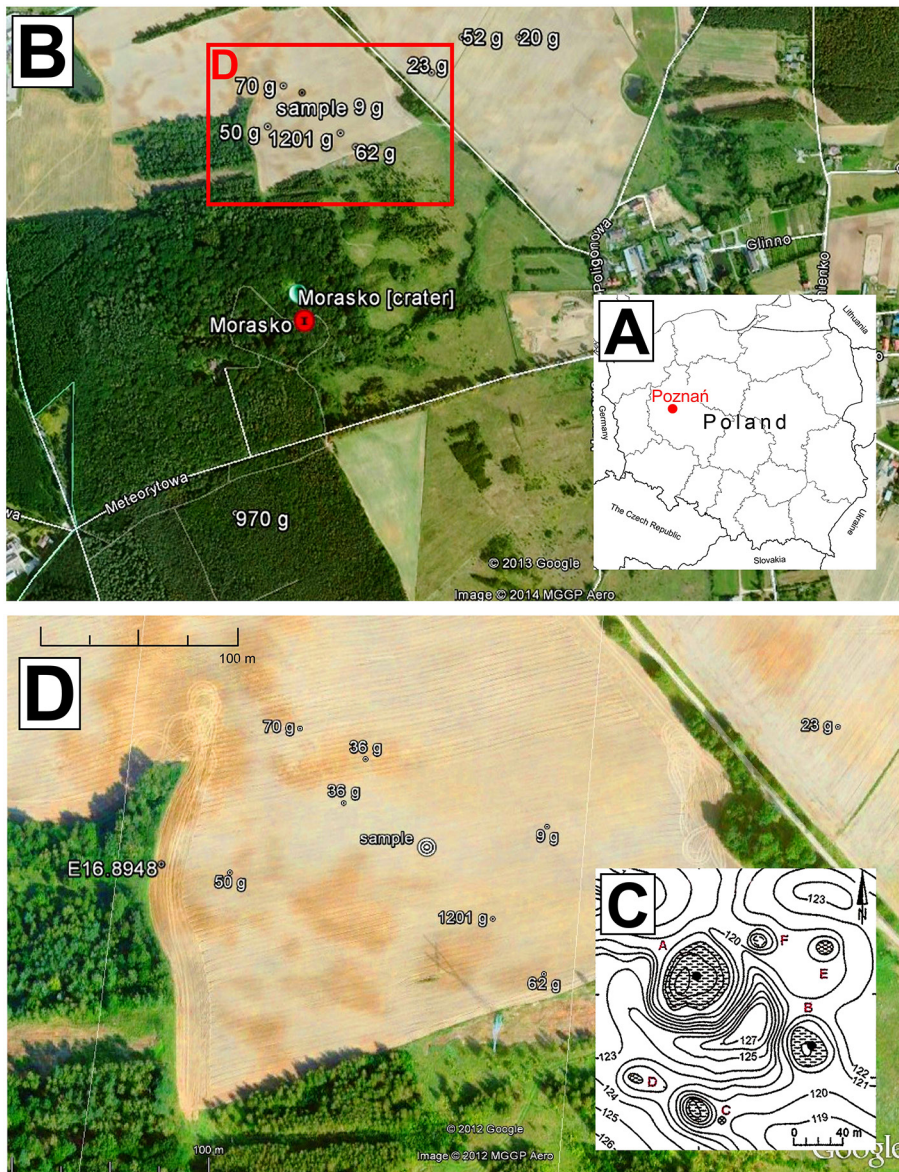 B
52 g
20 g
23 g
D
70 g
sample 9 g
50 g
1201 g
62 g
Glinno
Poligonowa
mienko
Morasko [crater]
Morasko
Meteorytowa
wa
970 g
© 2013 Google
Image © 2014 MGGP Aero
A
Lithuania
Poznań
Poland
Germany
The Czech Republic
Slovakia
Ukraine
D
100 m
70 g
23 g
36 g
36 g
sample
9 g
E16.8948°
50 g
1201 g
62 g
© 2012 Google
Image © 2012 MGGP Aero
100 m
C
123
N
A
120
F
E
B
127
125
123
122
121
124
D
120
C
125
119
126
0 40 m
Google